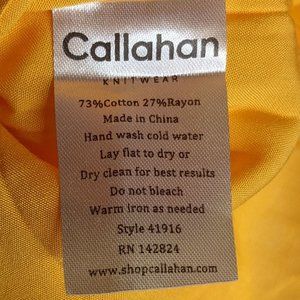 Callahan
KNITWEAR
73%Cotton 27%Rayon
Made in China
Hand wash cold water
Lay flat to dry or
Dry clean for best results
Do not bleach
Warm iron as needed
Style 41916
RN 142824
www.shopcallahan.com